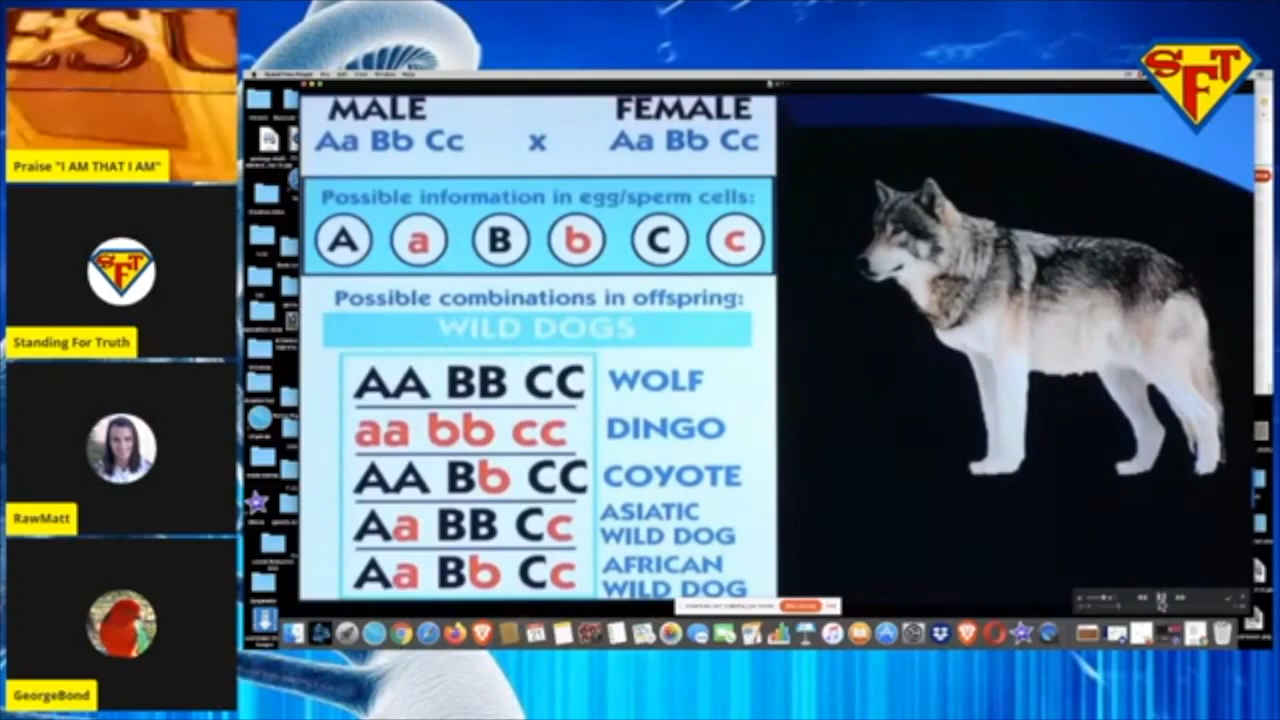 ESU
Praise "I AM THAT I AM"
SFT
Standing For Truth
RawMatt
GeorgeBond
SFT
MALE FEMALE
Aa Bb Cc x Aa Bb Cc
Possible information in egg/sperm cells:
A a B b C c
Possible combinations in offspring:
WILD DOGS
AA BB CC WOLF
aa bb cc DINGO
AA Bb CC COYOTE
Aa BB Cc ASIATIC
WILD DOG
Aa Bb Cc AFRICAN
WILD DOG